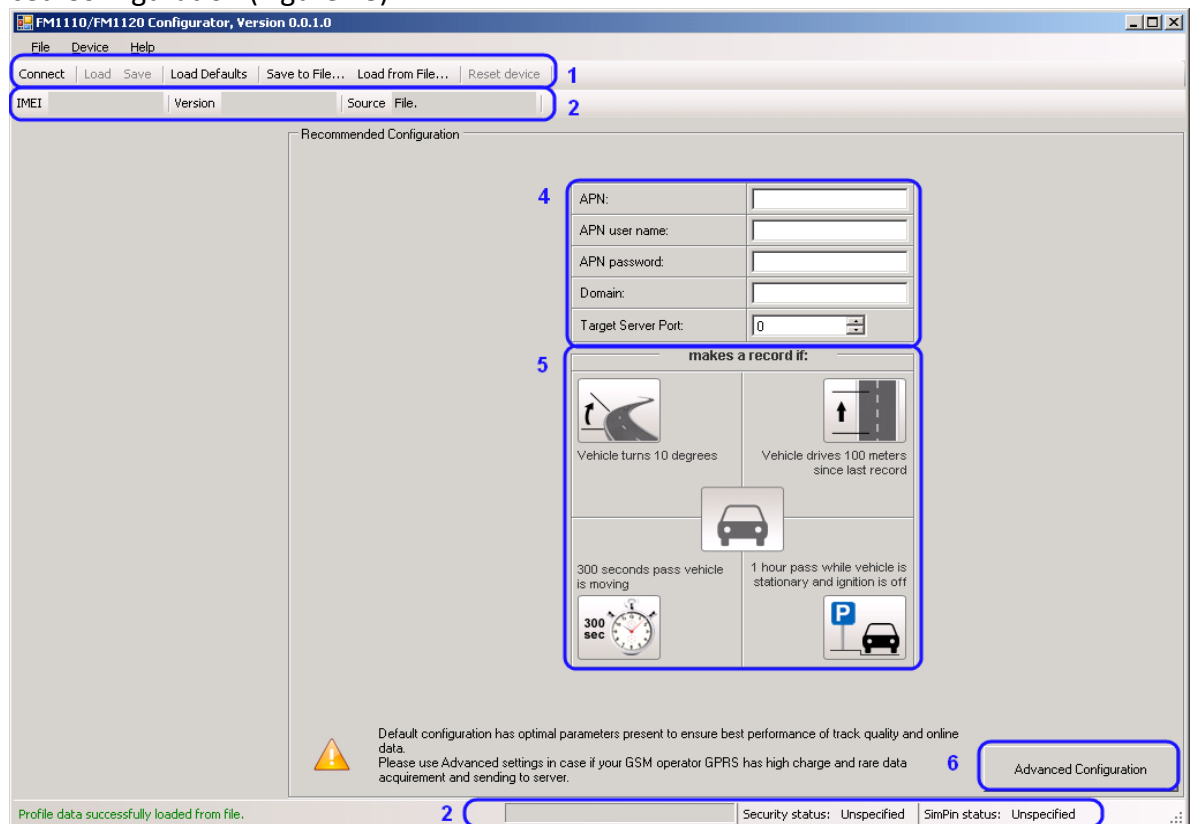 FM1110/FM1120 Configurator, Version 0.0.1.0
File Device Help
Connect Load Save Load Defaults Save to File... Load from File... Reset device 1
IMEI Version Source File. 2
Recommended Configuration
4 APN:
APN user name:
APN password:
Domain:
Target Server Port: 0
5 makes a record if:
Vehicle turns 10 degrees
Vehicle drives 100 meters
since last record
300 seconds pass vehicle
is moving
1 hour pass while vehicle is
stationary and ignition is off
300
sec
P
Default configuration has optimal parameters present to ensure best performance of track quality and online
data.
Please use Advanced settings in case if your GSM operator GPRS has high charge and rare data
acquirement and sending to server.
6 Advanced Configuration
Profile data successfully loaded from file. 2 Security status: Unspecified SimPin status: Unspecified